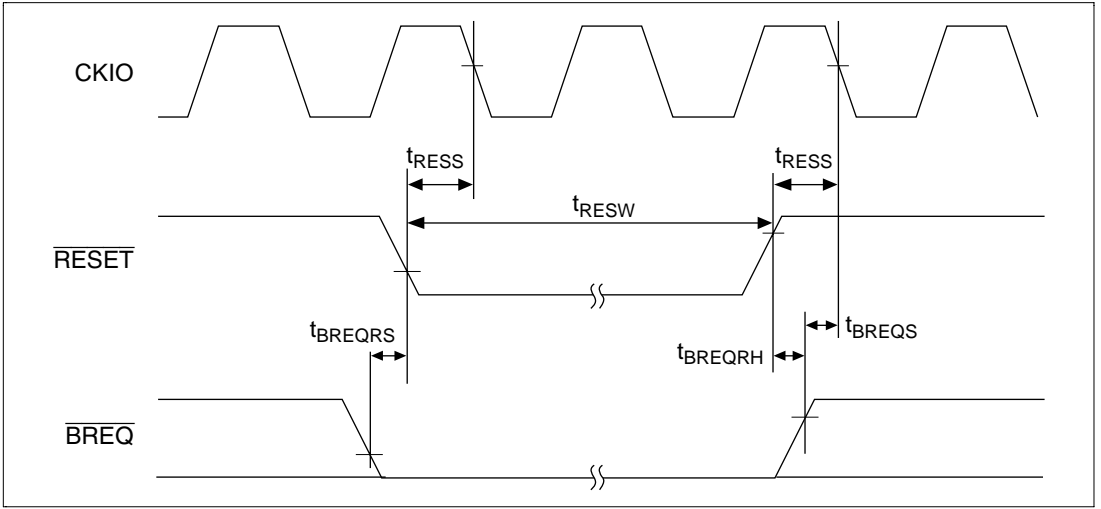 CKIO
tRESS
tRESS
tRESW
RESET
tBREQRS
tBREQS
tBREQRH
BREQ